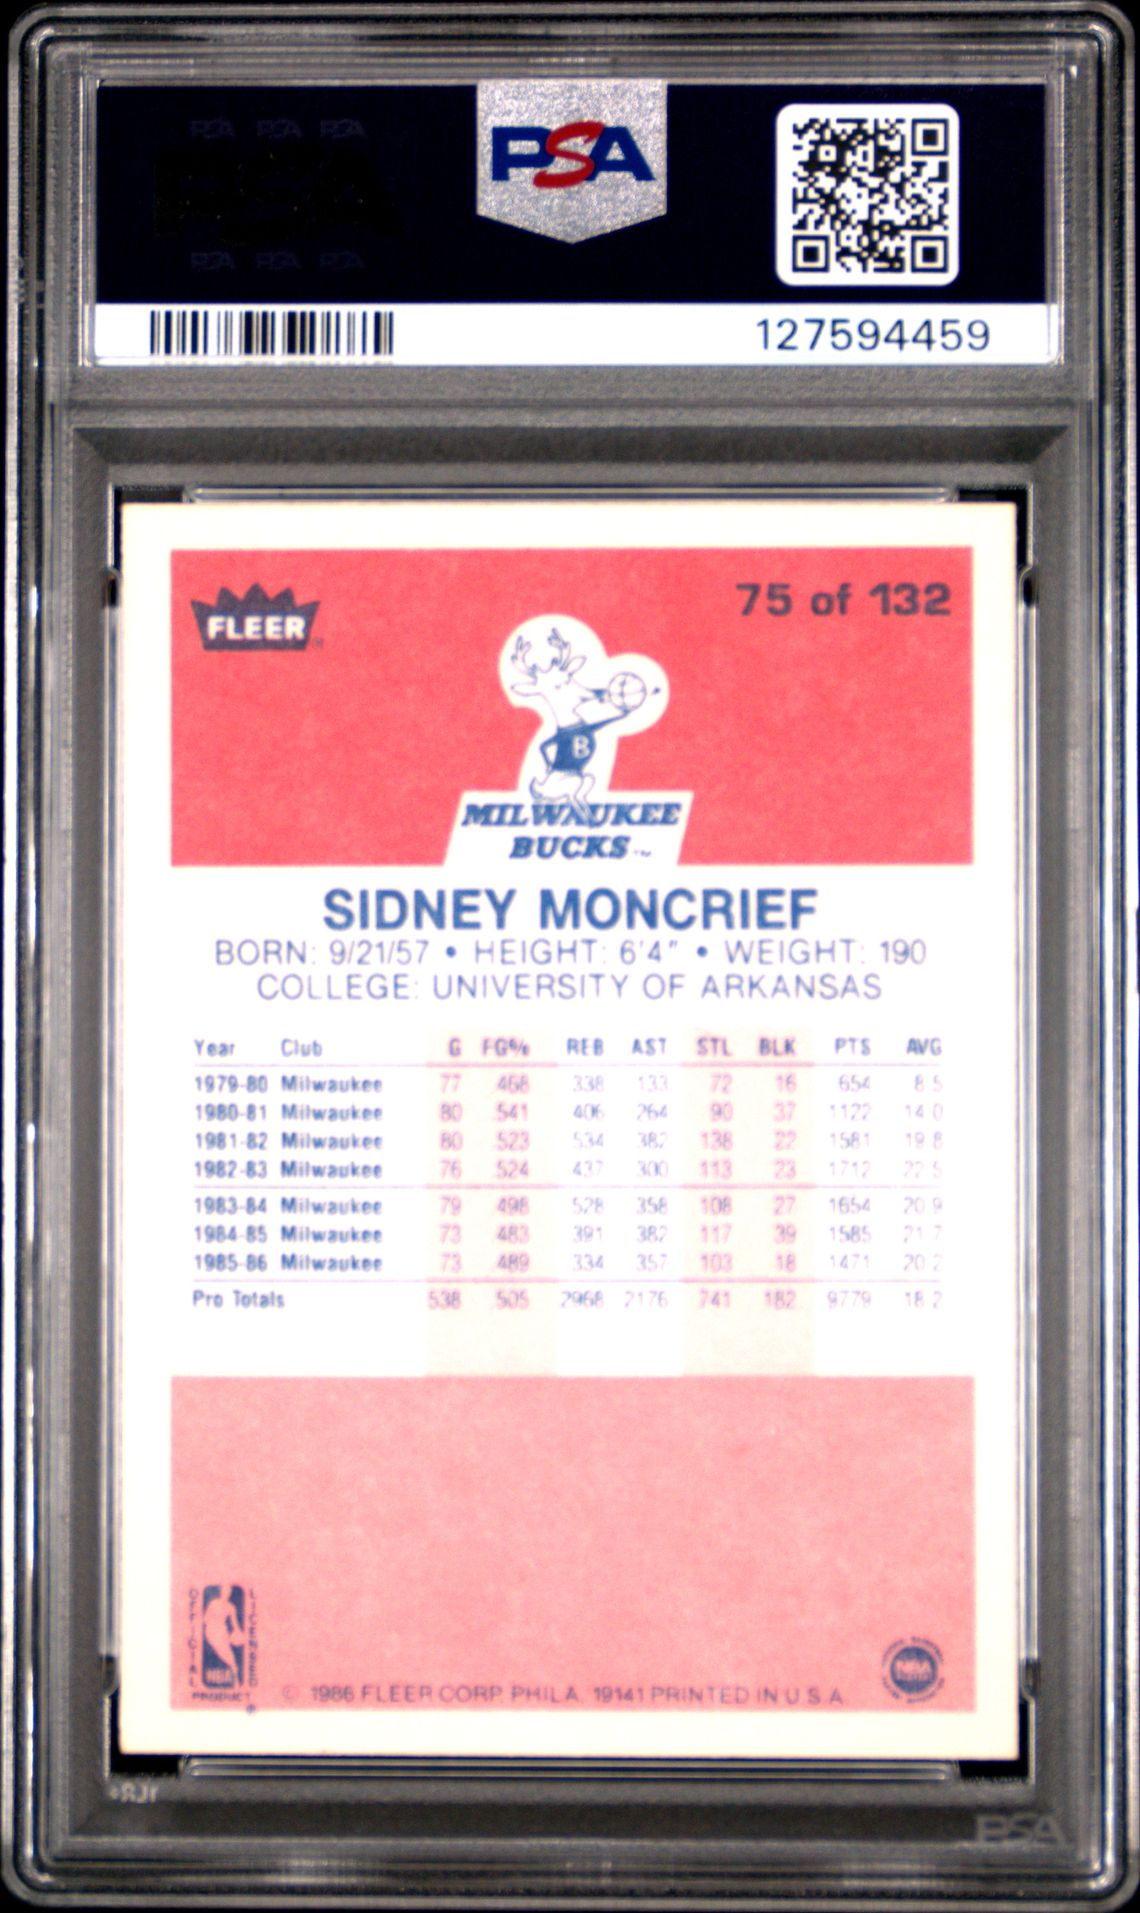 PSA
127594459
FLEER
75 of 132
B
MILWAUKEE
BUCKS™
SIDNEY MONCRIEF
BORN: 9/21/57 • HEIGHT: 6'4" • WEIGHT: 190
COLLEGE: UNIVERSITY OF ARKANSAS
Year Club G FG% REB AST STL BLK PTS AVG
1979-80 Milwaukee 77 .468 338 133 72 16 654 8.5
1980-81 Milwaukee 80 .541 406 264 90 37 1122 14.0
1981-82 Milwaukee 80 .523 534 382 138 22 1581 19.8
1982-83 Milwaukee 76 .524 437 300 113 23 1712 22.5
1983-84 Milwaukee 79 .498 528 358 108 27 1654 20.9
1984-85 Milwaukee 73 .483 391 382 117 39 1585 21.7
1985-86 Milwaukee 73 .489 334 357 103 18 1471 20.2
Pro Totals 538 .505 2968 2176 741 182 9779 18.2
OFFICIAL LICENSED
NBA
PRODUCT
NBA
© 1986 FLEER CORP. PHILA. 19141 PRINTED IN U.S.A.
PSA